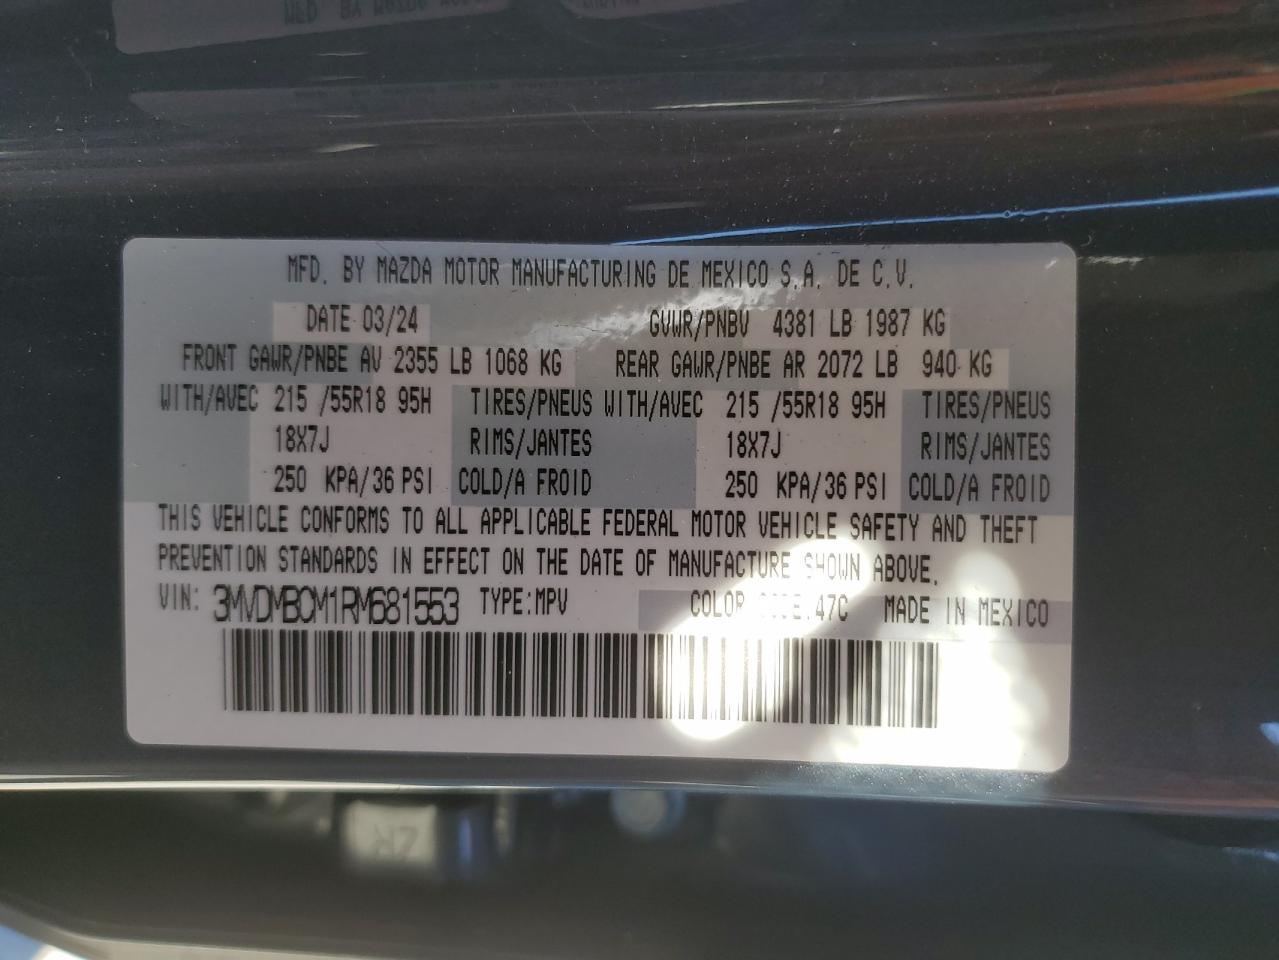 MFD. BY MAZDA MOTOR MANUFACTURING DE MEXICO S.A. DE C.V.
DATE 03/24 GVWR/PNBV 4381 LB 1987 KG
FRONT GAWR/PNBE AV 2355 LB 1068 KG REAR GAWR/PNBE AR 2072 LB 940 KG
WITH/AVEC 215 /55R18 95H TIRES/PNEUS WITH/AVEC 215 /55R18 95H TIRES/PNEUS
18X7J RIMS/JANTES 18X7J RIMS/JANTES
250 KPA/36 PSI COLD/A FROID 250 KPA/36 PSI COLD/A FROID
THIS VEHICLE CONFORMS TO ALL APPLICABLE FEDERAL MOTOR VEHICLE SAFETY AND THEFT
PREVENTION STANDARDS IN EFFECT ON THE DATE OF MANUFACTURE SHOWN ABOVE.
VIN: 3MVDMBCM1RM681553 TYPE:MPV COLOR CODE:47C MADE IN MEXICO